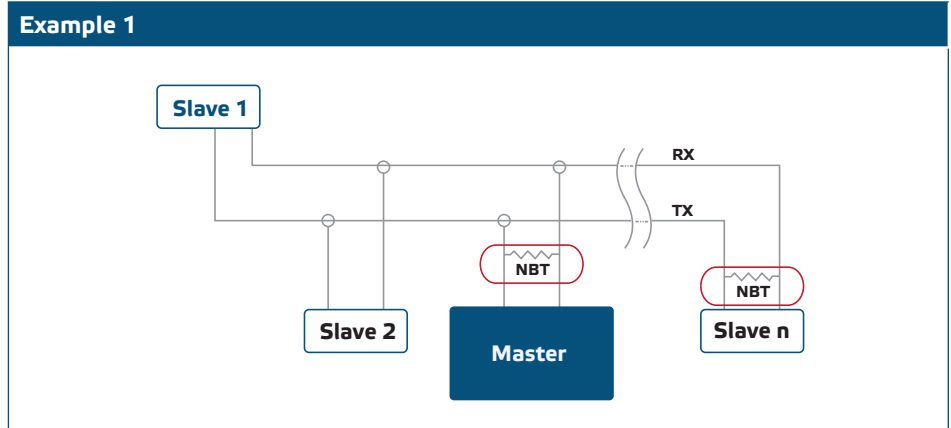 Example 1
Slave 1
RX
TX
NBT
NBT
Slave 2
Master
Slave n